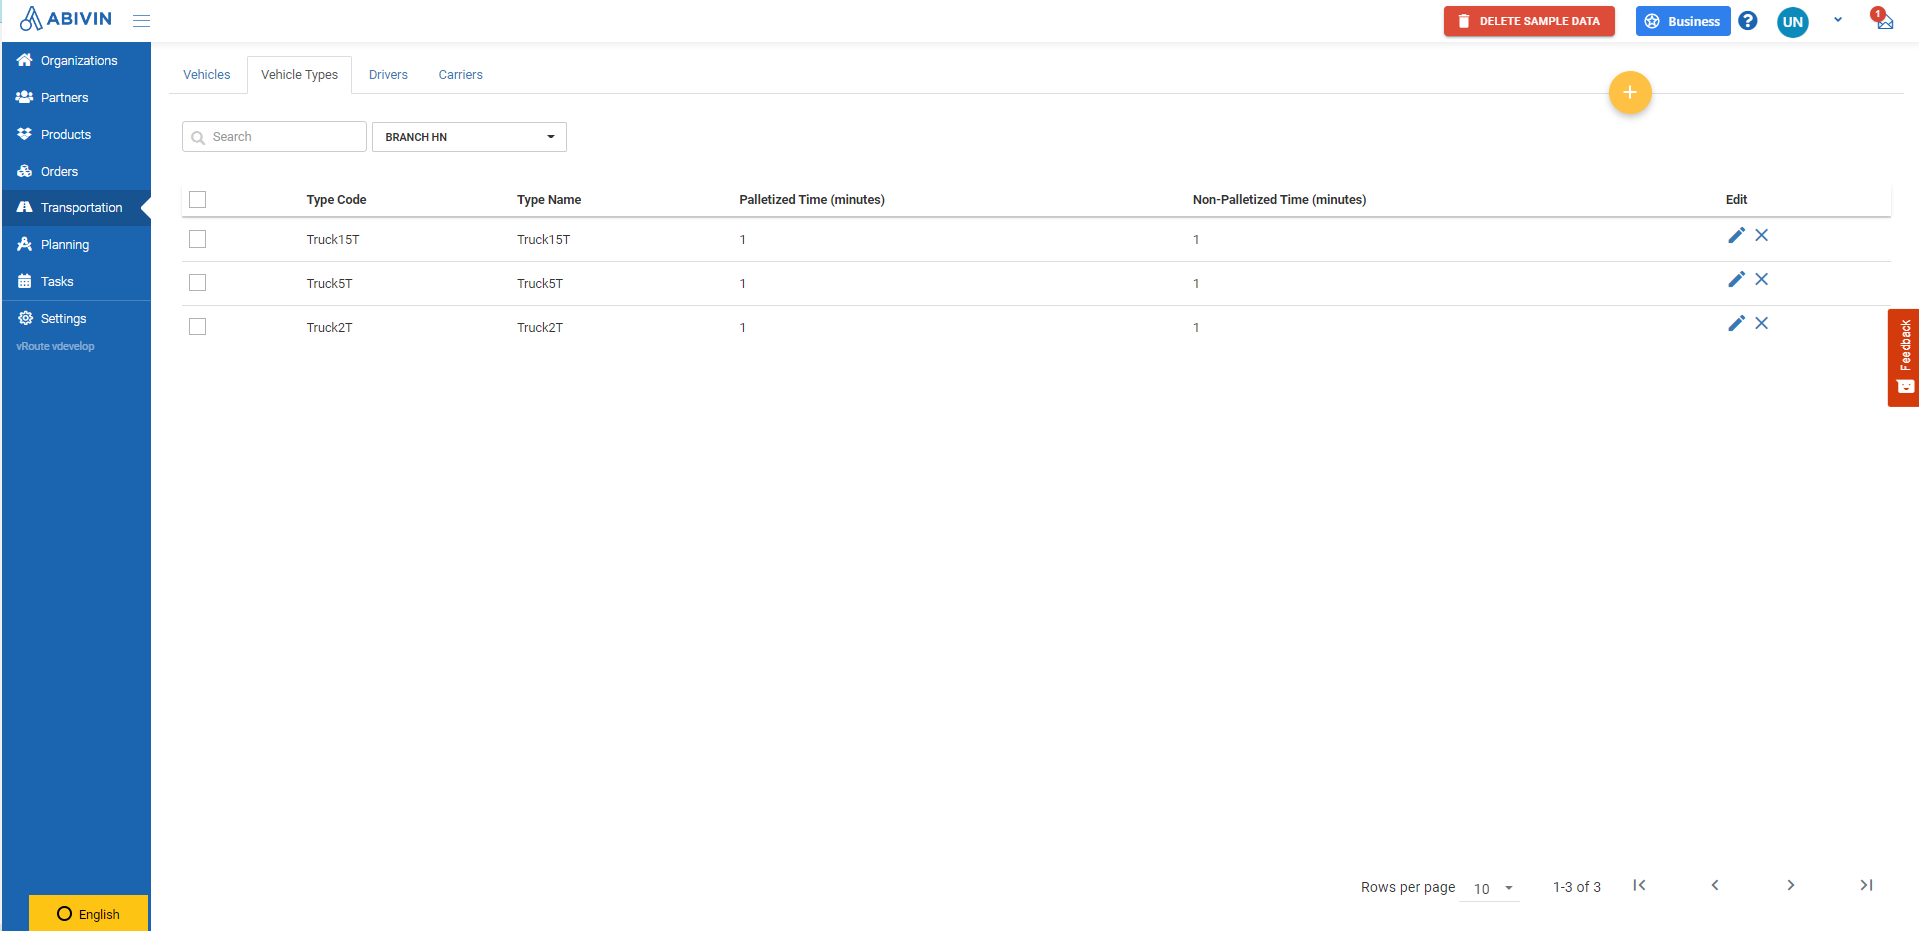 ABIVIN
DELETE SAMPLE DATA
Business
?
UN
1
Organizations
Partners
Products
Orders
Transportation
Planning
Tasks
Settings
vRoute vdevelop
English
Vehicles
Vehicle Types
Drivers
Carriers
+
Search
BRANCH HN
Type Code Type Name Palletized Time (minutes) Non-Palletized Time (minutes) Edit
Truck15T Truck15T 1 1
Truck5T Truck5T 1 1
Truck2T Truck2T 1 1
Feedback
Rows per page 10 1-3 of 3